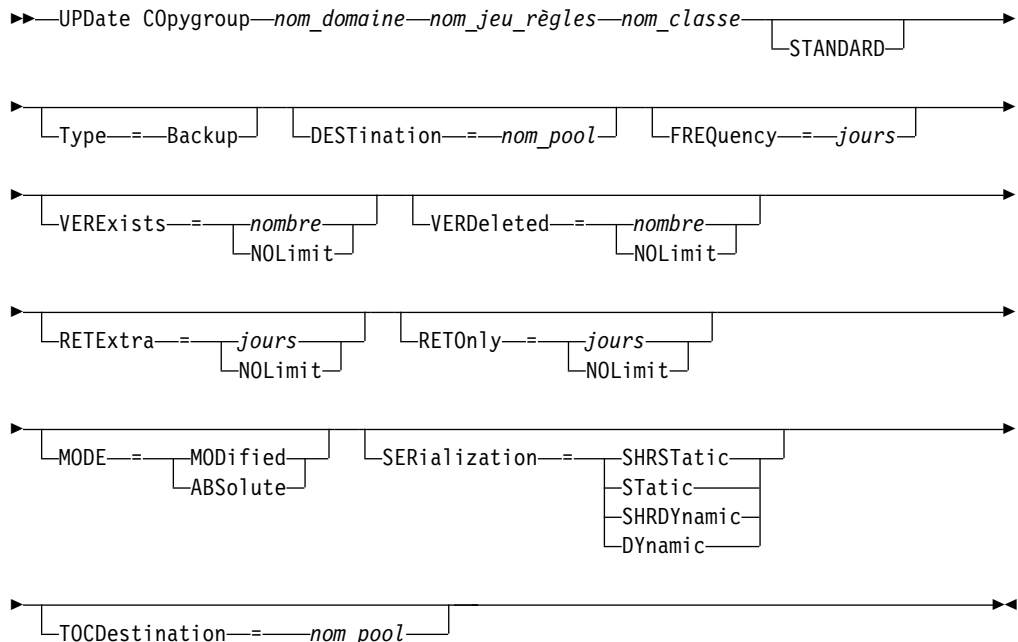 UPDate COpygroup nom_domaine nom_jeu_règles nom_classe
STANDARD
Type = Backup DESTination = nom_pool FREQuency = jours
VERExists = nombre VERDeleted = nombre
NOLimit NOLimit
RETExtra = jours RETOnly = jours
NOLimit NOLimit
MODE = MODified SERialization = SHRSTatic
ABSolute STatic
SHRDYnamic
DYnamic
TOCDestination = nom_pool